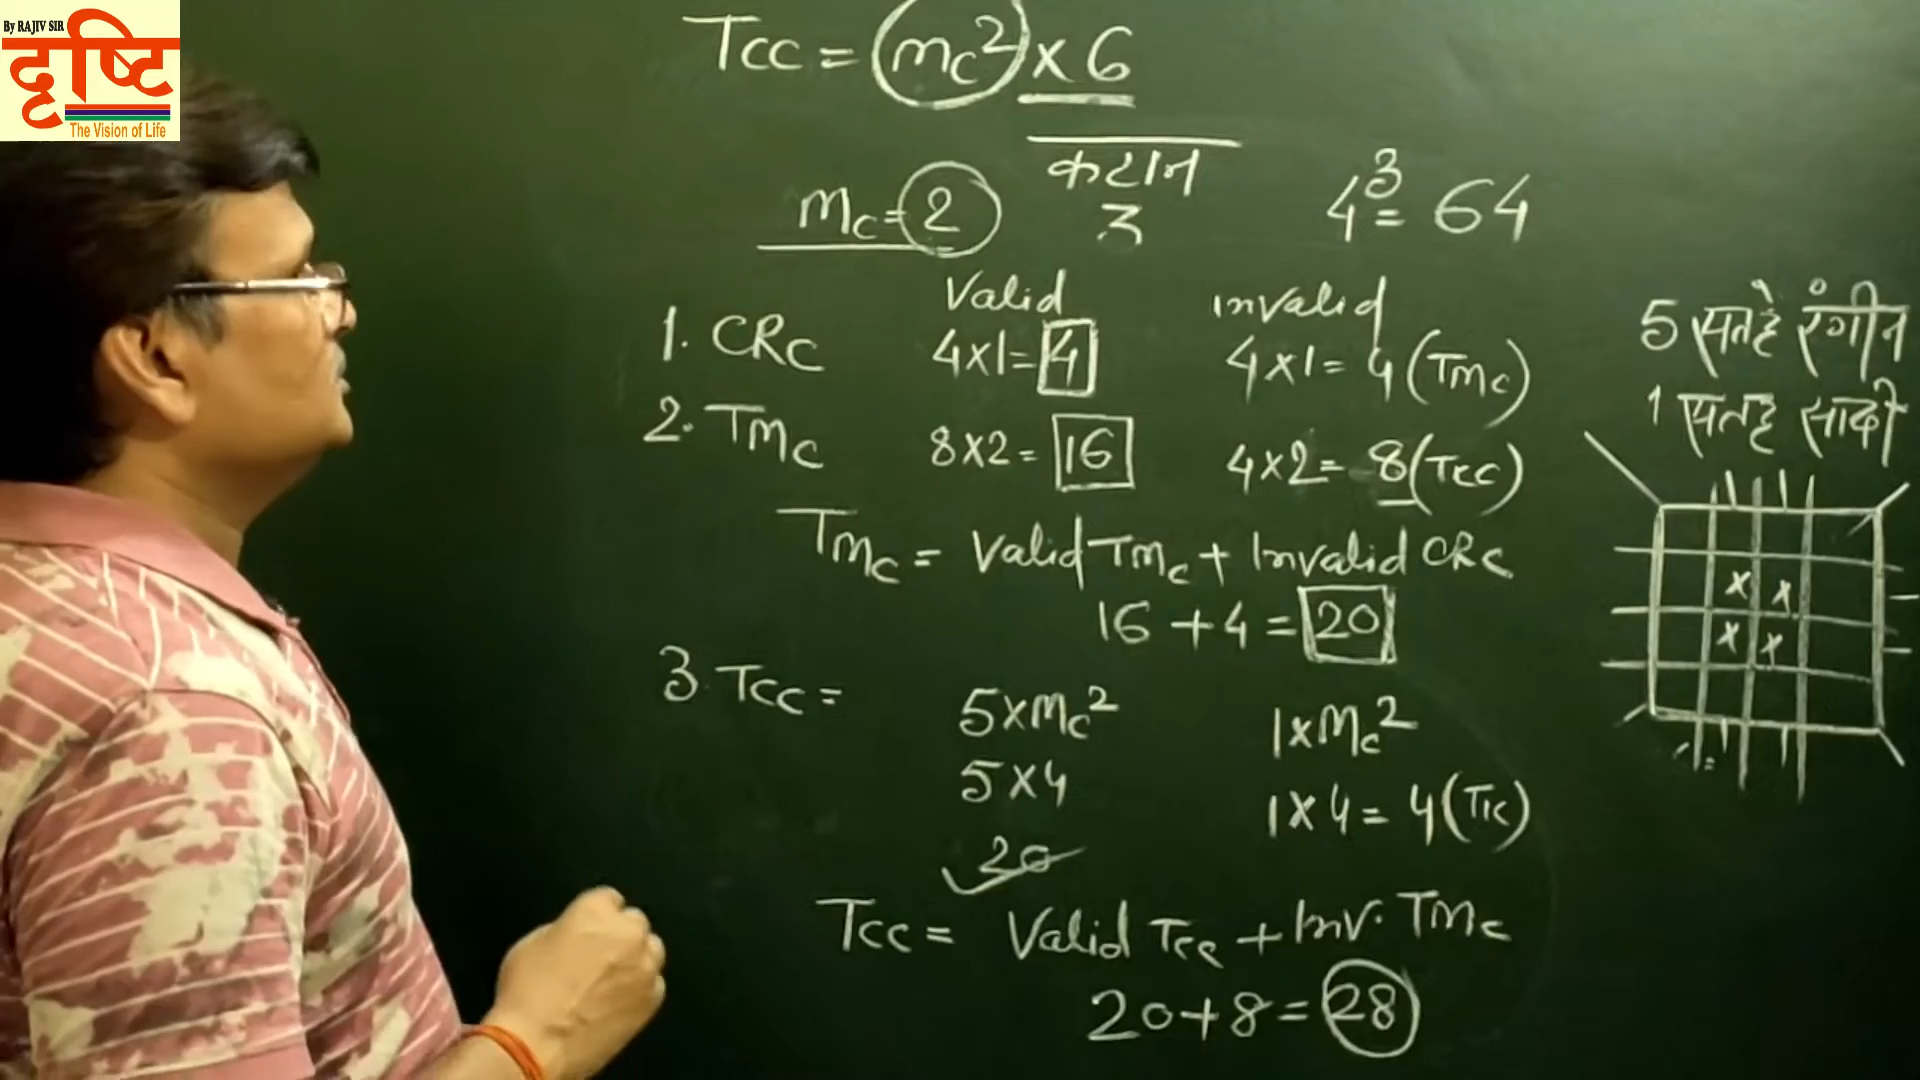 By RAJIV SIR
दृष्टि
The Vision of Life
Tcc = mc² × 6
कटान
mc = 2
3
4³ = 64
Valid
Invalid
1. CRc 4×1= 4 4×1= 4 (Tmc)
2. Tmc 8×2= 16 4×2= 8 (Tcc)
Tmc = Valid Tmc + Invalid CRc
16 + 4 = 20
3. Tcc = 5×Mc² 1×Mc²
5×4 1×4= 4 (Tic)
20
Tcc = Valid Tcc + Inv. Tmc
20+8 = 28
5 सतहे रंगीन
1 सतह सादी
× ×
× ×